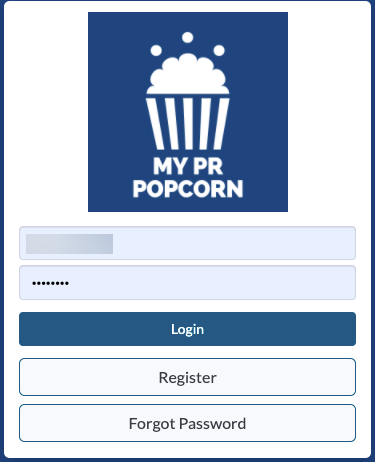 MY PR
POPCORN
••••••••
Login
Register
Forgot Password